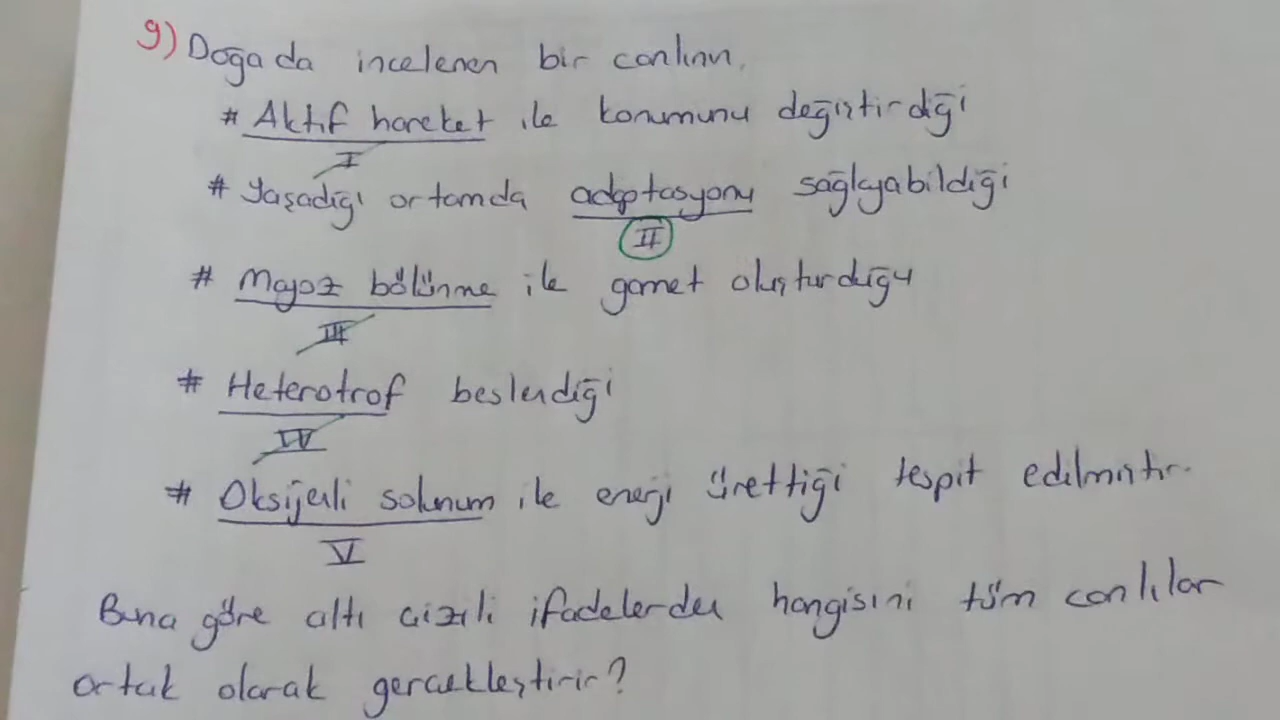 9) Doğada incelenen bir canlının,
# Aktif hareket ile konumunu değiştirdiği
I
# Yaşadığı ortamda adaptasyonu sağlayabildiği
II
# Mayoz bölünme ile gamet oluşturduğu
III
# Heterotrof beslendiği
IV
# Oksijenli solunum ile enerji ürettiği tespit edilmiştir.
V
Buna göre altı çizili ifadelerden hangisini tüm canlılar
ortak olarak gerçekleştirir?